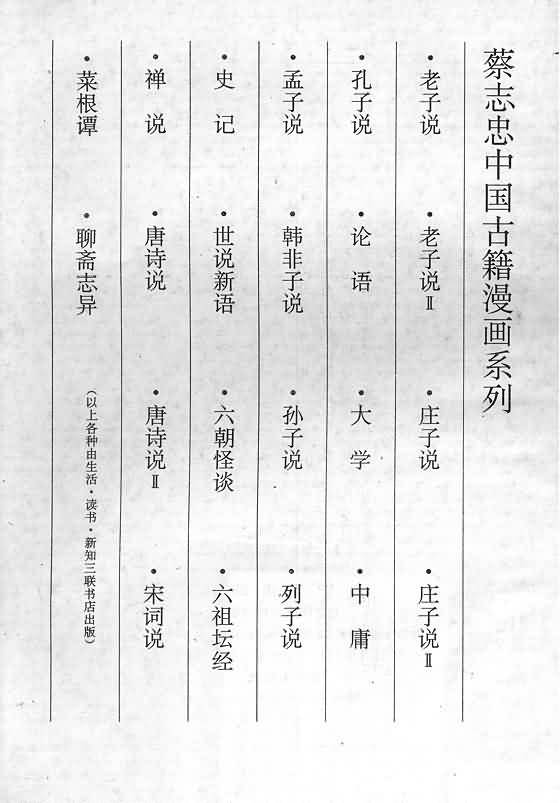 蔡志忠中国古籍漫画系列
•老子说 •老子说Ⅱ •庄子说 •庄子说Ⅱ
•孔子说 •论语 •大学 •中庸
•孟子说 •韩非子说 •孙子说 •列子说
•史记 •世说新语 •六朝怪谈 •六祖坛经
•禅说 •唐诗说 •唐诗说Ⅱ •宋词说
•菜根谭 •聊斋志异 （以上各种由生活·读书·新知三联书店出版）